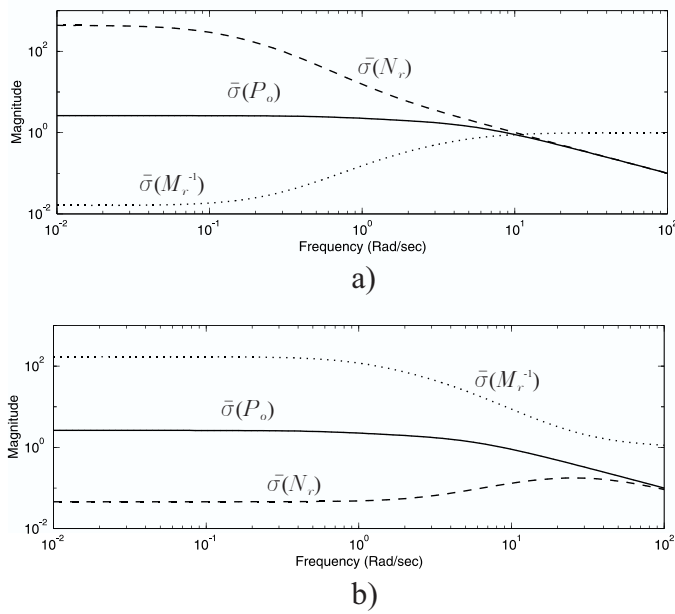 10²
10⁰
10⁻²
Magnitude
σ̄(Nᵣ)
σ̄(Pₒ)
σ̄(Mᵣ⁻¹)
10⁻² 10⁻¹ 10⁰ 10¹ 10²
Frequency (Rad/sec)
a)
10²
10⁰
10⁻²
Magnitude
σ̄(Mᵣ⁻¹)
σ̄(Pₒ)
σ̄(Nᵣ)
10⁻² 10⁻¹ 10⁰ 10¹ 10²
Frequency (Rad/sec)
b)